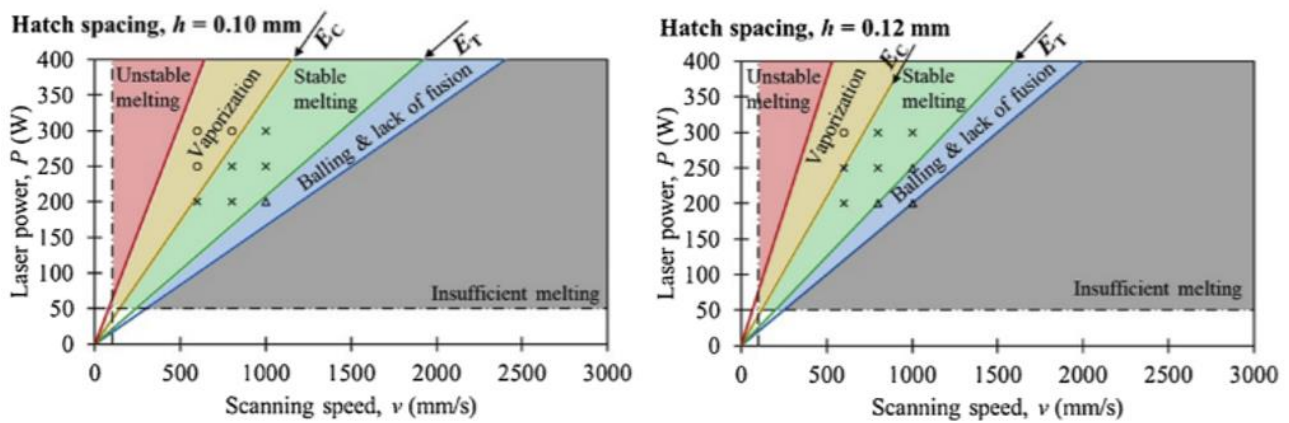 Hatch spacing, h = 0.10 mm
E_C
E_T
Laser power, P (W)
400
350
300
250
200
150
100
50
0
Unstable
melting
Vaporization
Stable
melting
Balling & lack of fusion
Insufficient melting
0 500 1000 1500 2000 2500 3000
Scanning speed, v (mm/s)
Hatch spacing, h = 0.12 mm
E_C
E_T
Laser power, P (W)
400
350
300
250
200
150
100
50
0
Unstable
melting
Vaporization
Stable
melting
Balling & lack of fusion
Insufficient melting
0 500 1000 1500 2000 2500 3000
Scanning speed, v (mm/s)